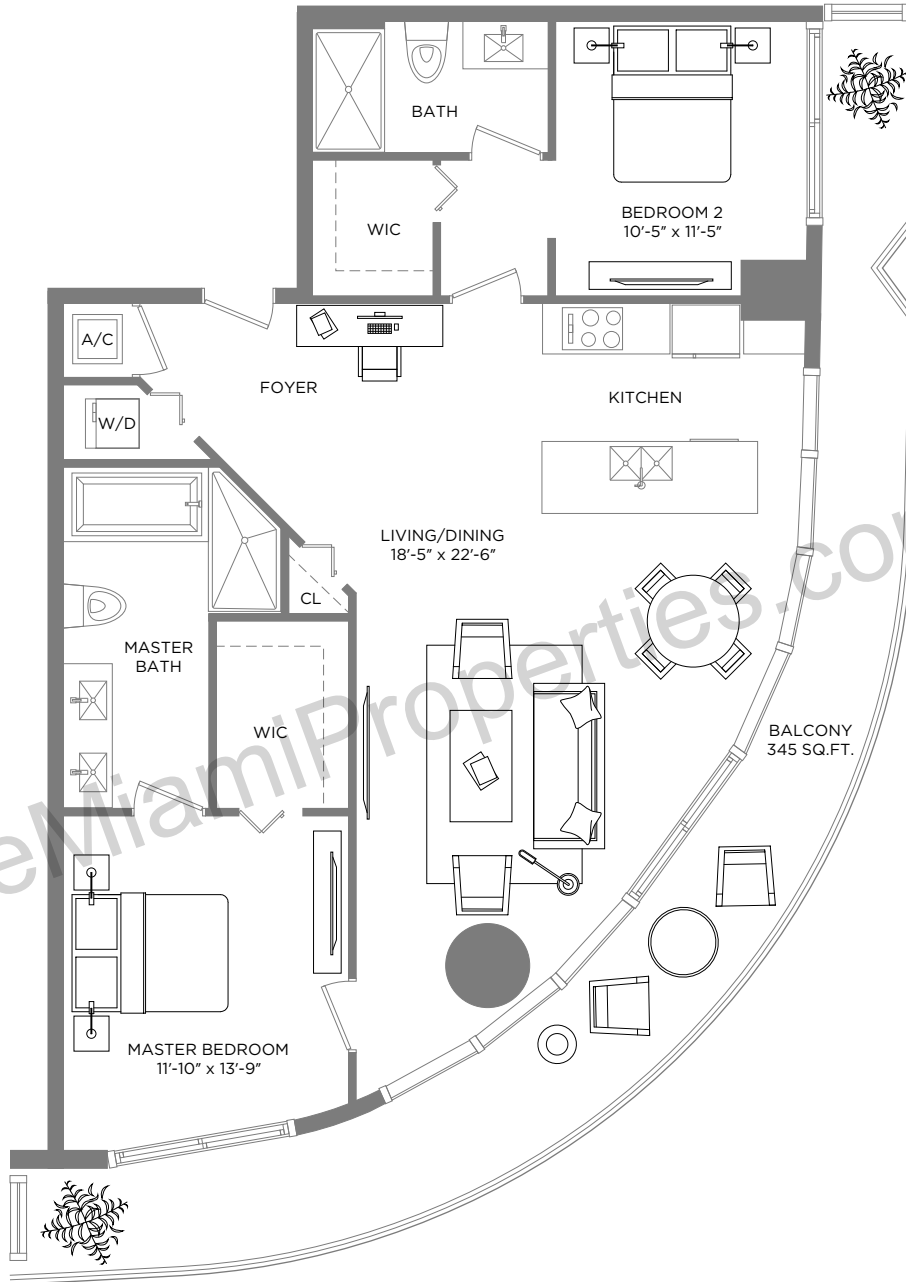 BATH
BEDROOM 2
10'-5" x 11'-5"
WIC
A/C
FOYER
KITCHEN
W/D
LIVING/DINING
18'-5" x 22'-6"
CL
MASTER
BATH
WIC
BALCONY
345 SQ.FT.
MASTER BEDROOM
11'-10" x 13'-9"
eMiamiProperties.co